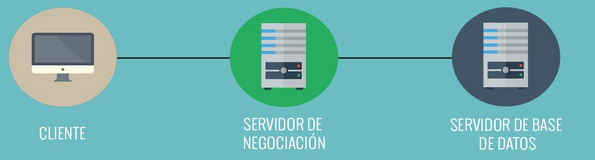 CLIENTE
SERVIDOR DE
NEGOCIACIÓN
SERVIDOR DE BASE
DE DATOS